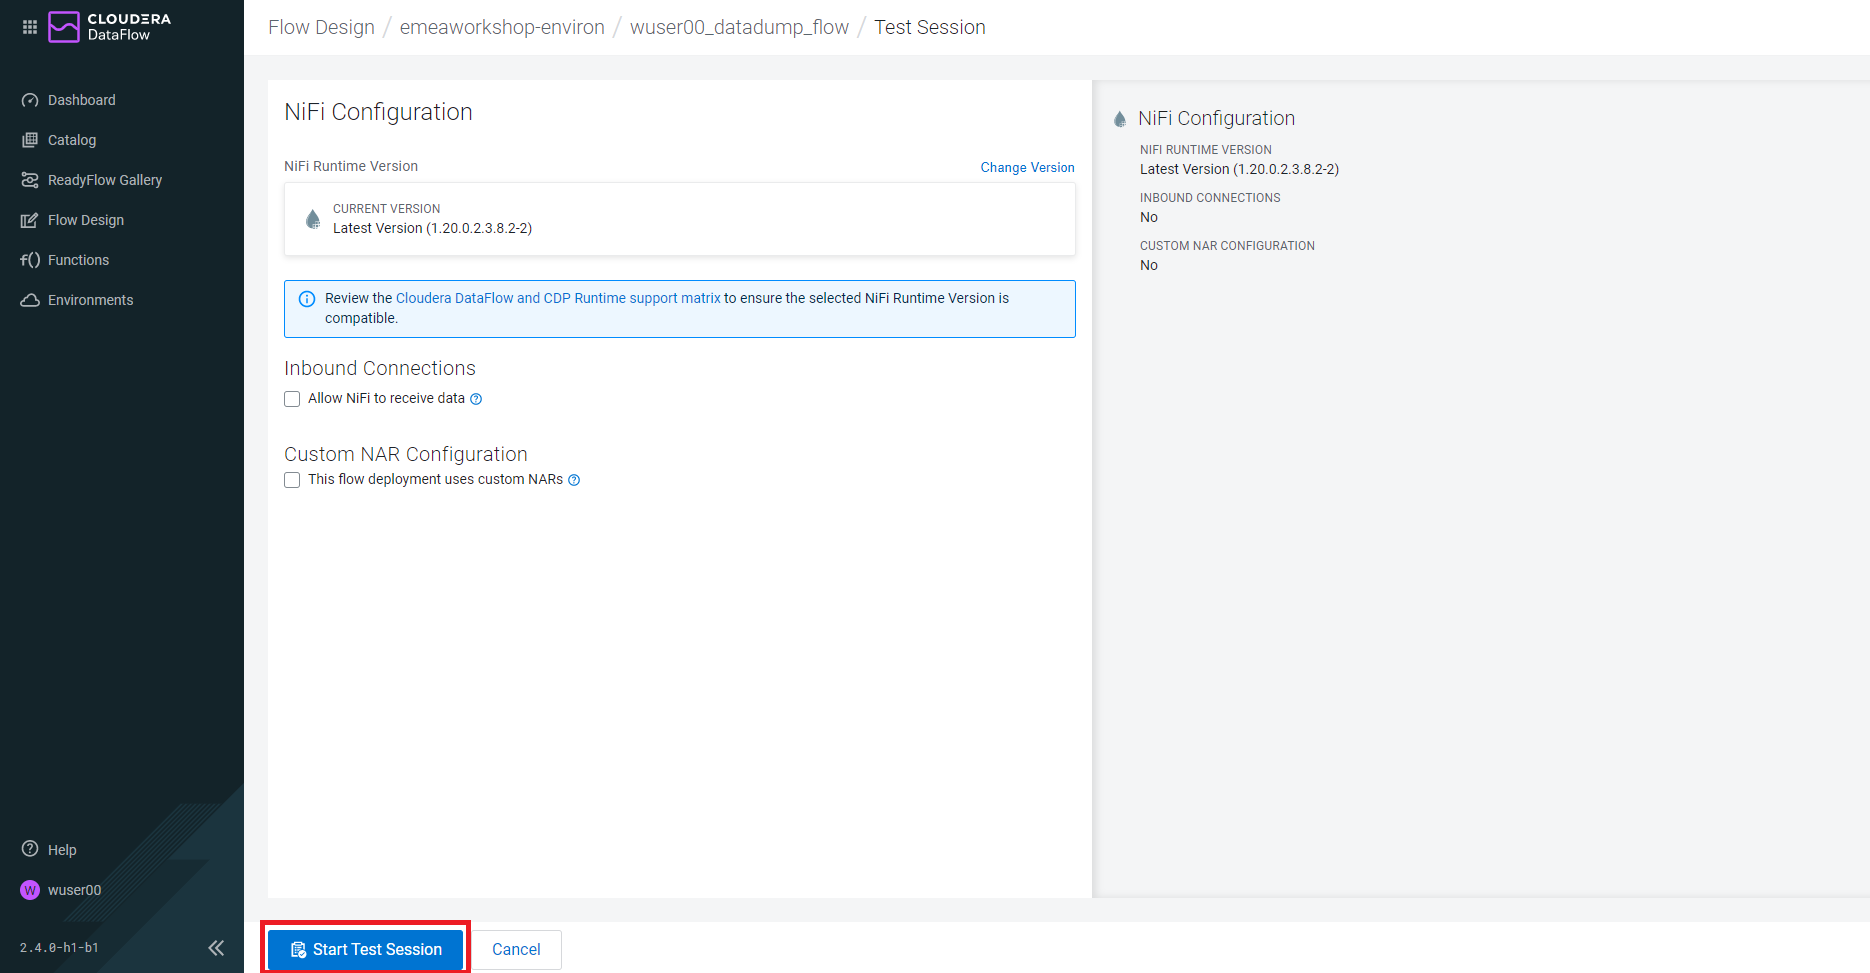 CLOUDERA
DataFlow
Dashboard
Catalog
ReadyFlow Gallery
Flow Design
f() Functions
Environments
Help
W wuser00
2.4.0-h1-b1
Flow Design / emeaworkshop-environ / wuser00_datadump_flow / Test Session
NiFi Configuration
NiFi Runtime Version
Change Version
CURRENT VERSION
Latest Version (1.20.0.2.3.8.2-2)
Review the Cloudera DataFlow and CDP Runtime support matrix to ensure the selected NiFi Runtime Version is
compatible.
Inbound Connections
Allow NiFi to receive data
Custom NAR Configuration
This flow deployment uses custom NARs
Start Test Session
Cancel
NiFi Configuration
NIFI RUNTIME VERSION
Latest Version (1.20.0.2.3.8.2-2)
INBOUND CONNECTIONS
No
CUSTOM NAR CONFIGURATION
No